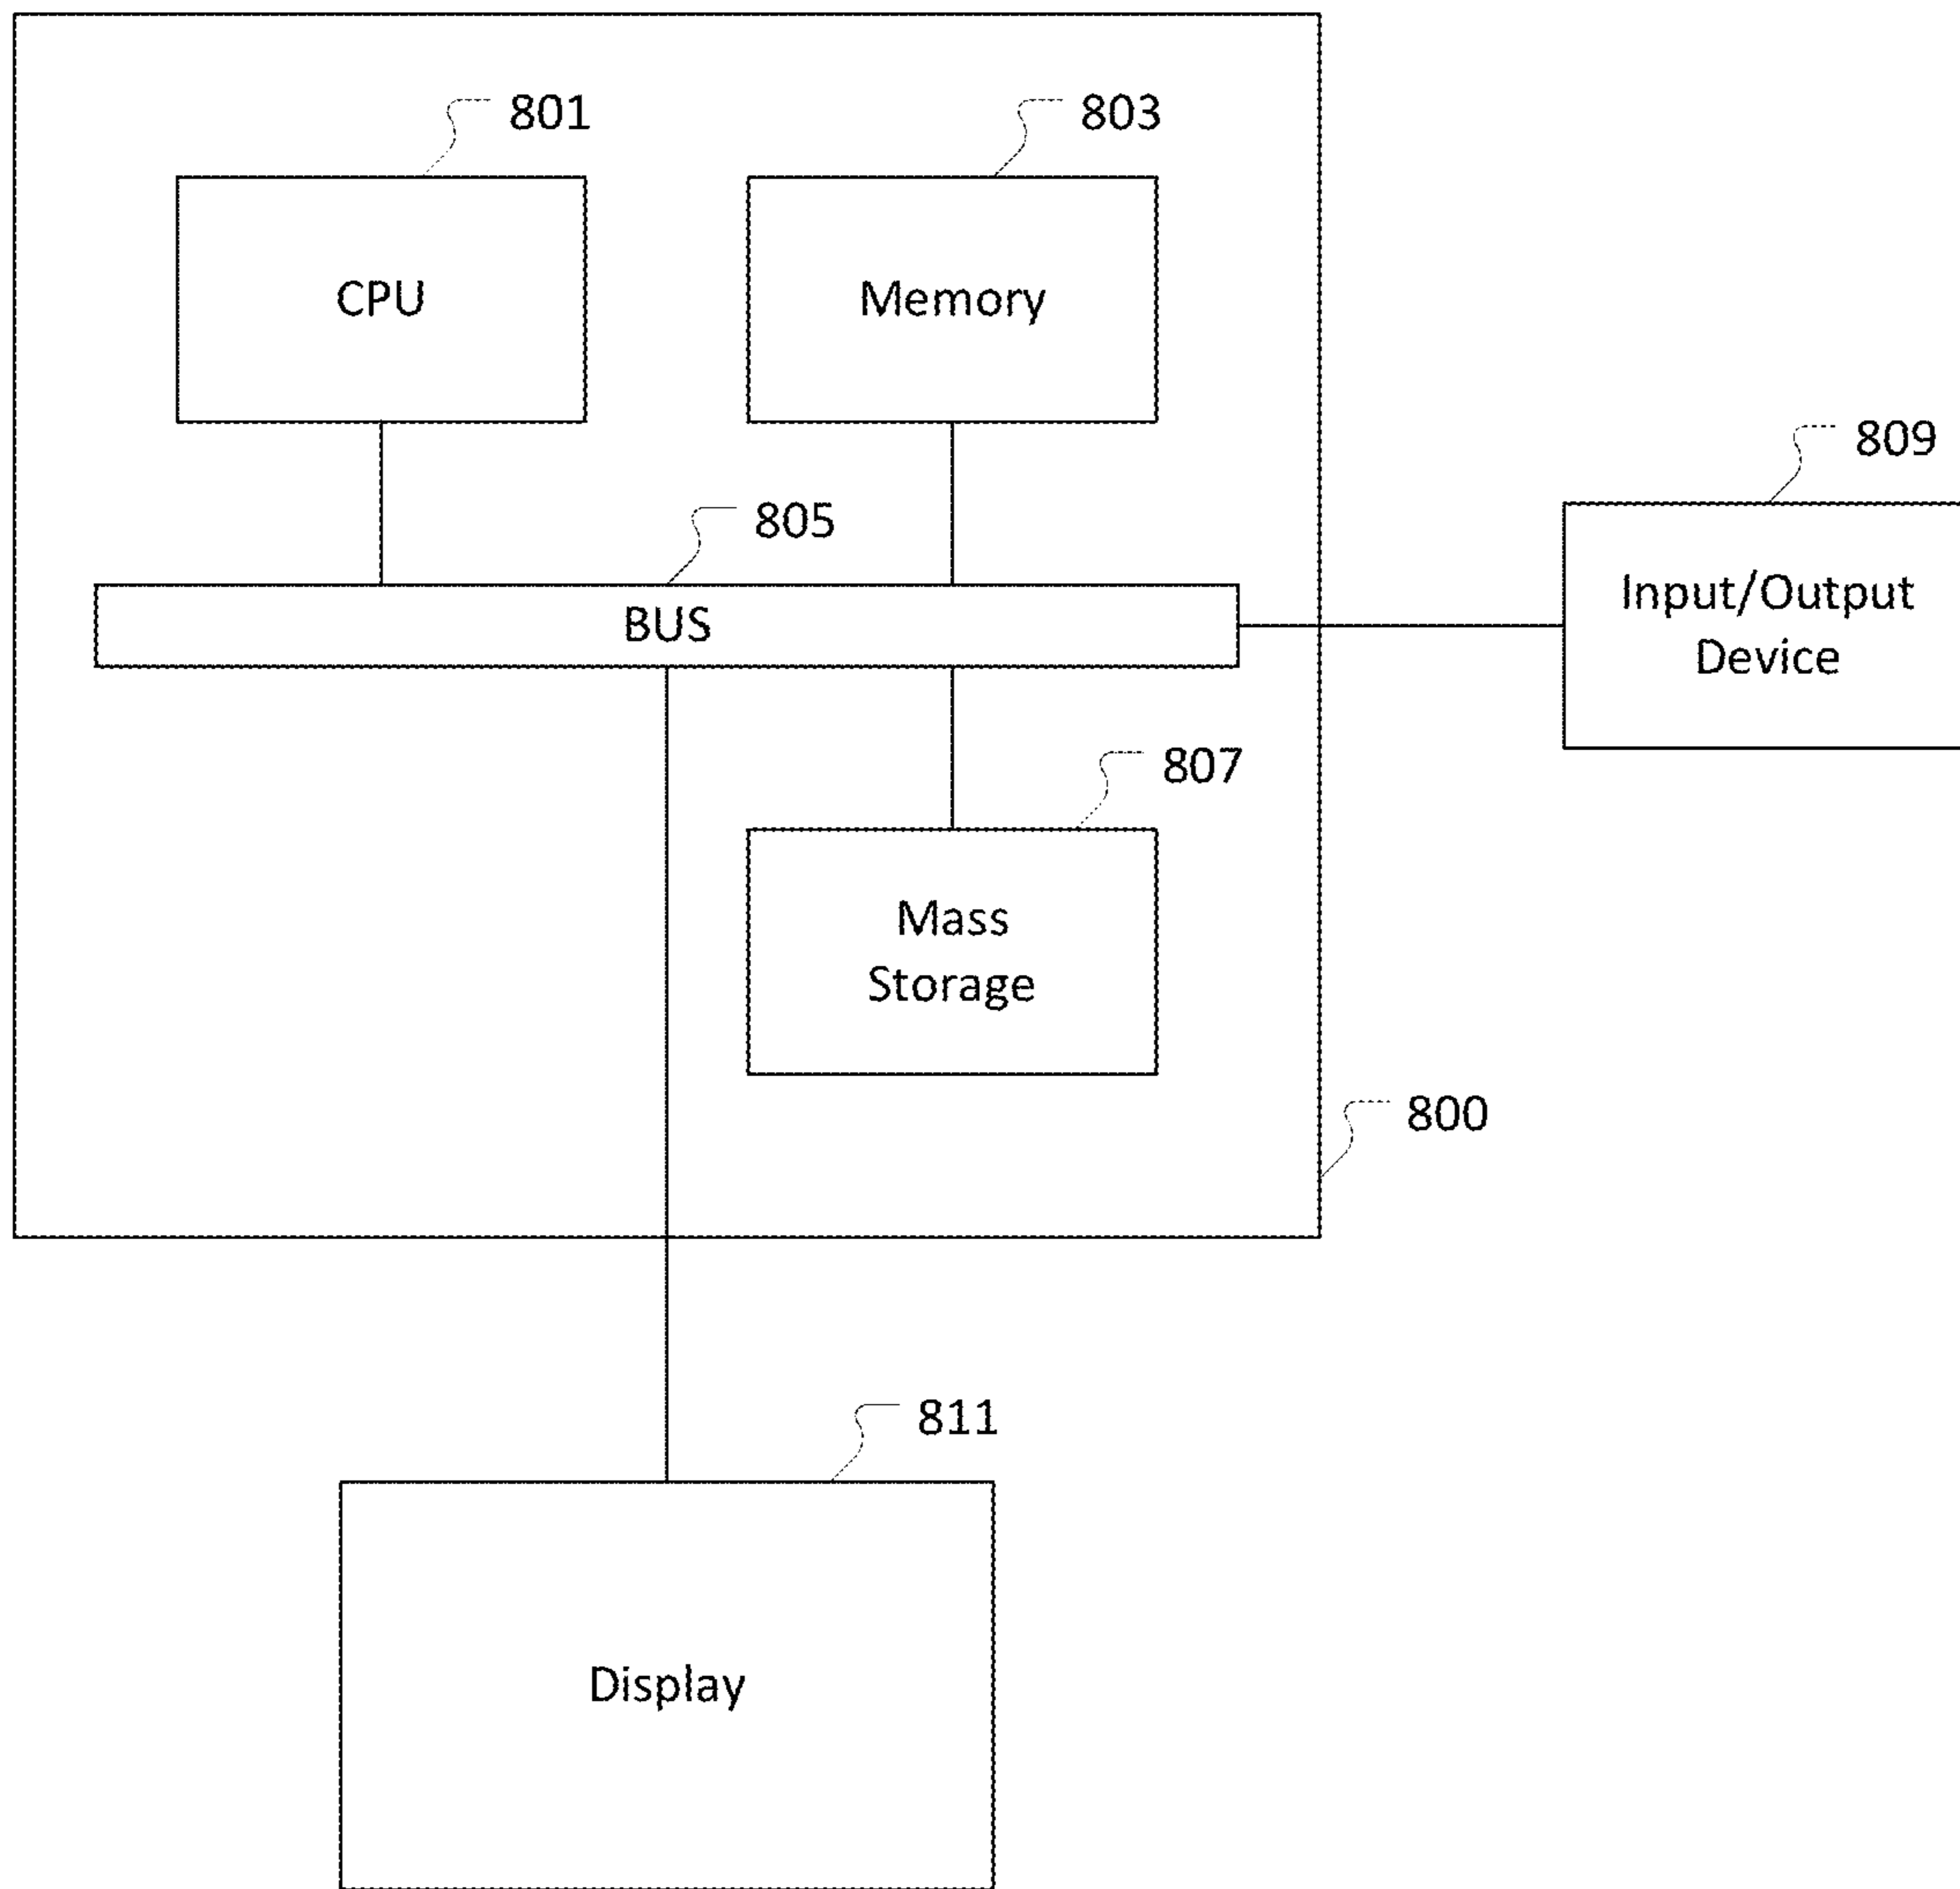 801
803
CPU
Memory
809
805
Input/Output
Device
BUS
807
Mass
Storage
800
811
Display